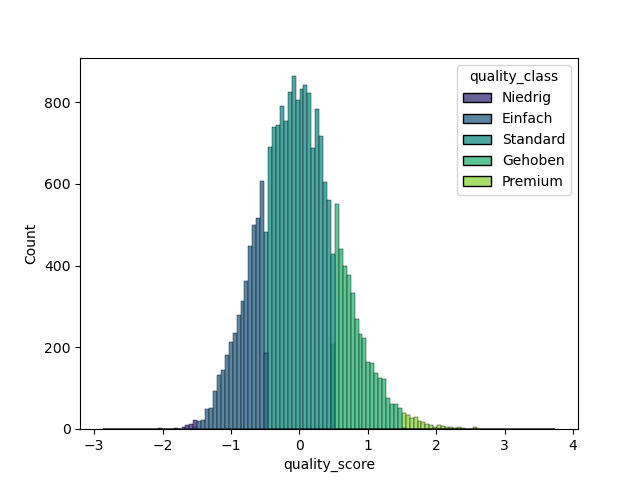 quality_class
Niedrig
Einfach
Standard
Gehoben
Premium
800
600
400
200
0
Count
−3 −2 −1 0 1 2 3 4
quality_score